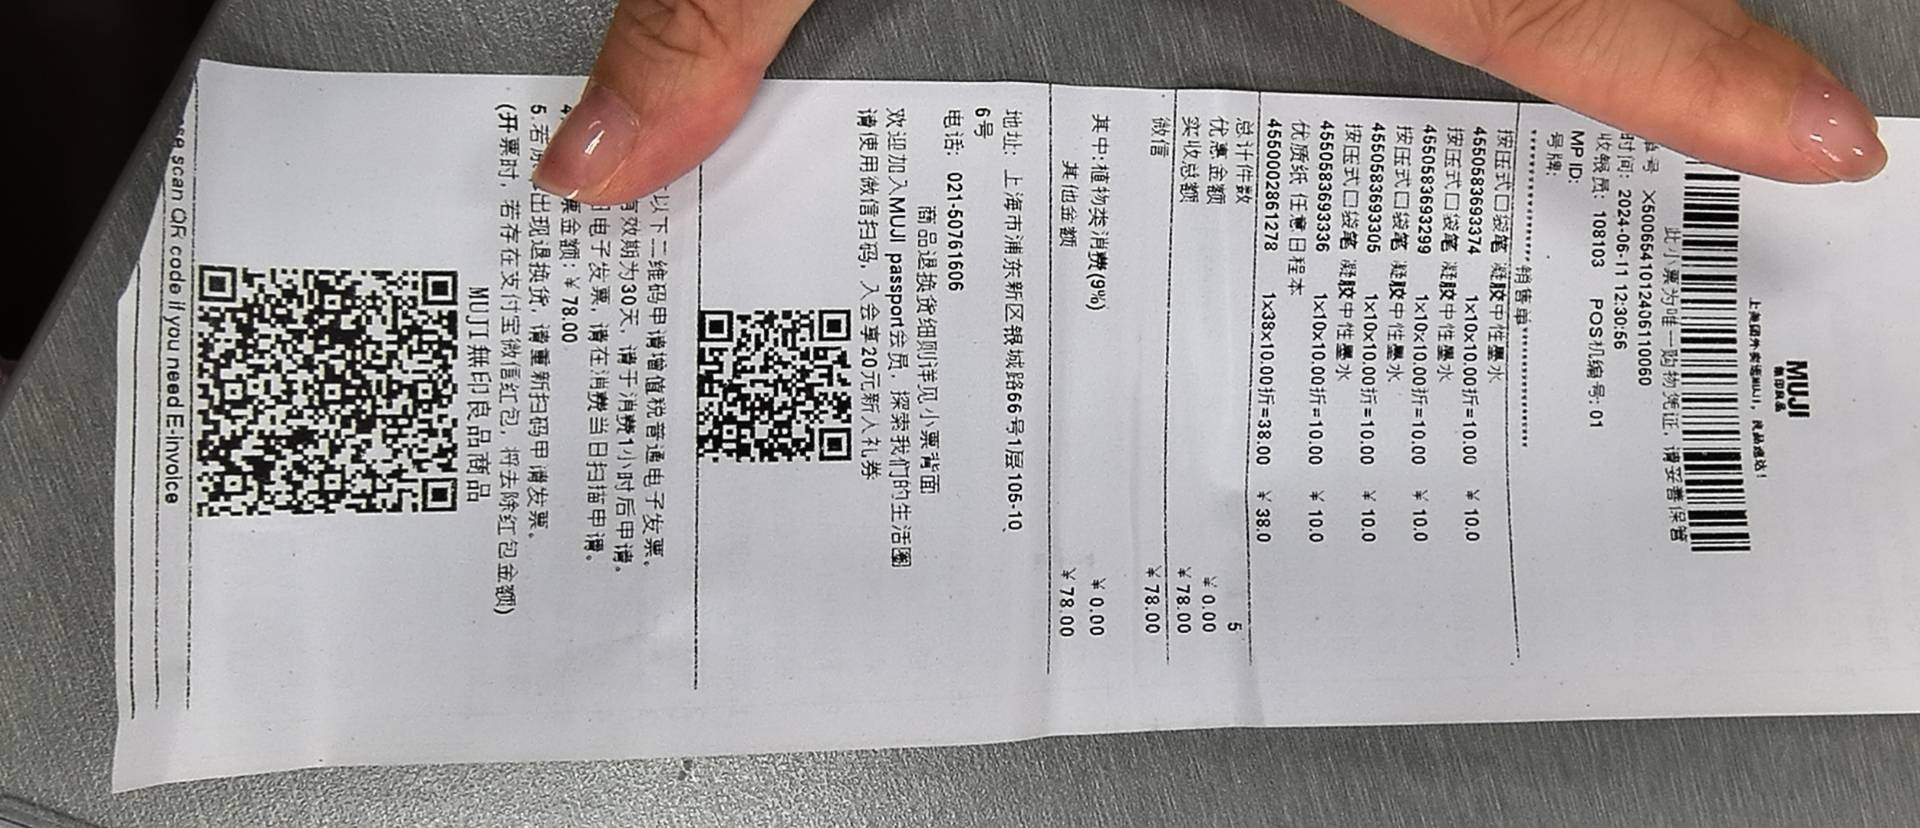 MUJI
無印良品
此小票为唯一购物凭证，请妥善保管
单号 X5006410124061110060
时间: 2024-06-11 12:30:56
收银员: 108103 POS机编号: 01
MP ID:
号牌:
销售单
按压式口袋笔 凝胶中性墨水
4550583693374 1x10x10.00折=10.00 ¥ 10.0
按压式口袋笔 凝胶中性墨水
4550583693299 1x10x10.00折=10.00 ¥ 10.0
按压式口袋笔 凝胶中性墨水
4550583693305 1x10x10.00折=10.00 ¥ 10.0
按压式口袋笔 凝胶中性墨水
4550583693336 1x10x10.00折=10.00 ¥ 10.0
优质纸 任意日程本
4550002861278 1x38x10.00折=38.00 ¥ 38.0
总计件数 5
优惠金额 ¥ 0.00
实收总额 ¥ 78.00
微信 ¥ 78.00
其中:植物类消费(9%) ¥ 0.00
其他金额 ¥ 78.00
地址: 上海市浦东新区银城路66号1层105-10、
6号
电话: 021-50761606
商品退换货细则详见小票背面
欢迎加入MUJI passport会员，探索我们的生活圈
请使用微信扫码，入会享20元新人礼券
以下二维码申请增值税普通电子发票。
有效期为30天，请于消费1小时后申请。
电子发票，请在消费当日扫描申请。
票金额: ¥ 78.00
5.若 出现退换货，请重新扫码申请发票。
(开票时，若存在支付宝微信红包，将去除红包金额)
MUJI 無印良品商品
scan QR code if you need E-invoice